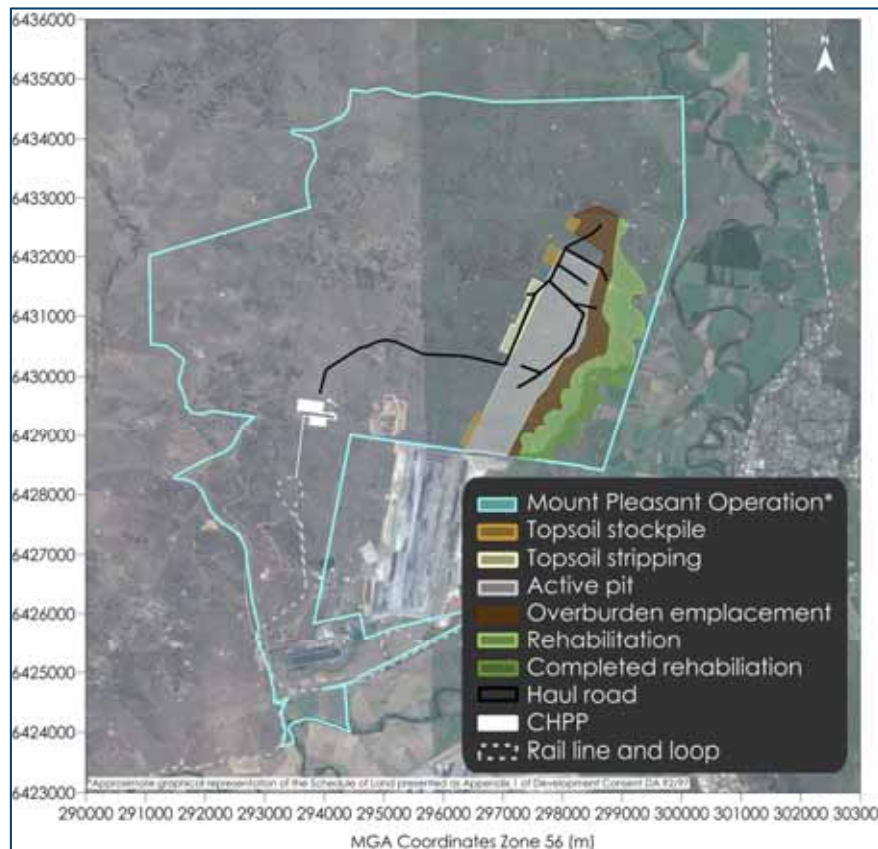 6436000
6435000
6434000
6433000
6432000
6431000
6430000
6429000
6428000
6427000
6426000
6425000
6424000
6423000
N
Mount Pleasant Operation*
Topsoil stockpile
Topsoil stripping
Active pit
Overburden emplacement
Rehabilitation
Completed rehabiliation
Haul road
CHPP
Rail line and loop
*Approximate graphical representation of the Schedule of Land presented as Appendix 1 of Development Consent DA 92/97
290000 291000 292000 293000 294000 295000 296000 297000 298000 299000 300000 301000 302000 303000
MGA Coordinates Zone 56 (m)